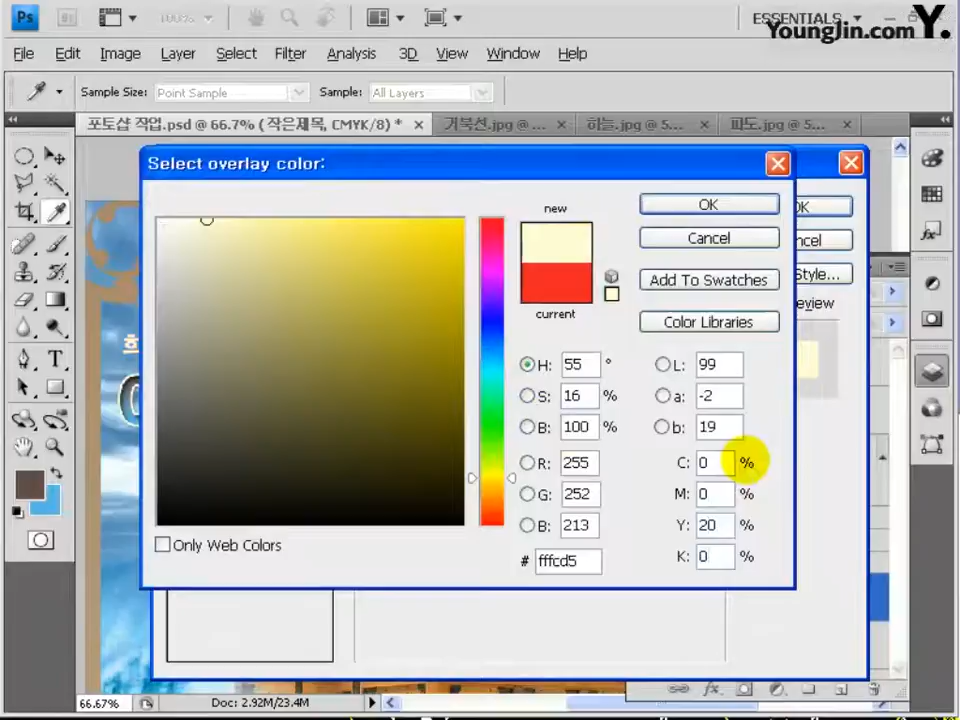 Ps
100%
ESSENTIALS
YoungJin.com Y.
File Edit Image Layer Select Filter Analysis 3D View Window Help
Sample Size: Point Sample Sample: All Layers
포토샵 작업.psd @ 66.7% (작은제목, CMYK/8) * 거북선.jpg @ ... 하늘.jpg @ 5... 파도.jpg @ ...
Select overlay color:
OK
Cancel
Add To Swatches
Color Libraries
new
current
OK
ncel
Style...
eview
H: 55 °
S: 16 %
B: 100 %
R: 255
G: 252
B: 213
# fffcd5
L: 99
a: -2
b: 19
C: 0 %
M: 0 %
Y: 20 %
K: 0 %
Only Web Colors
66.67%
Doc: 2.92M/23.4M